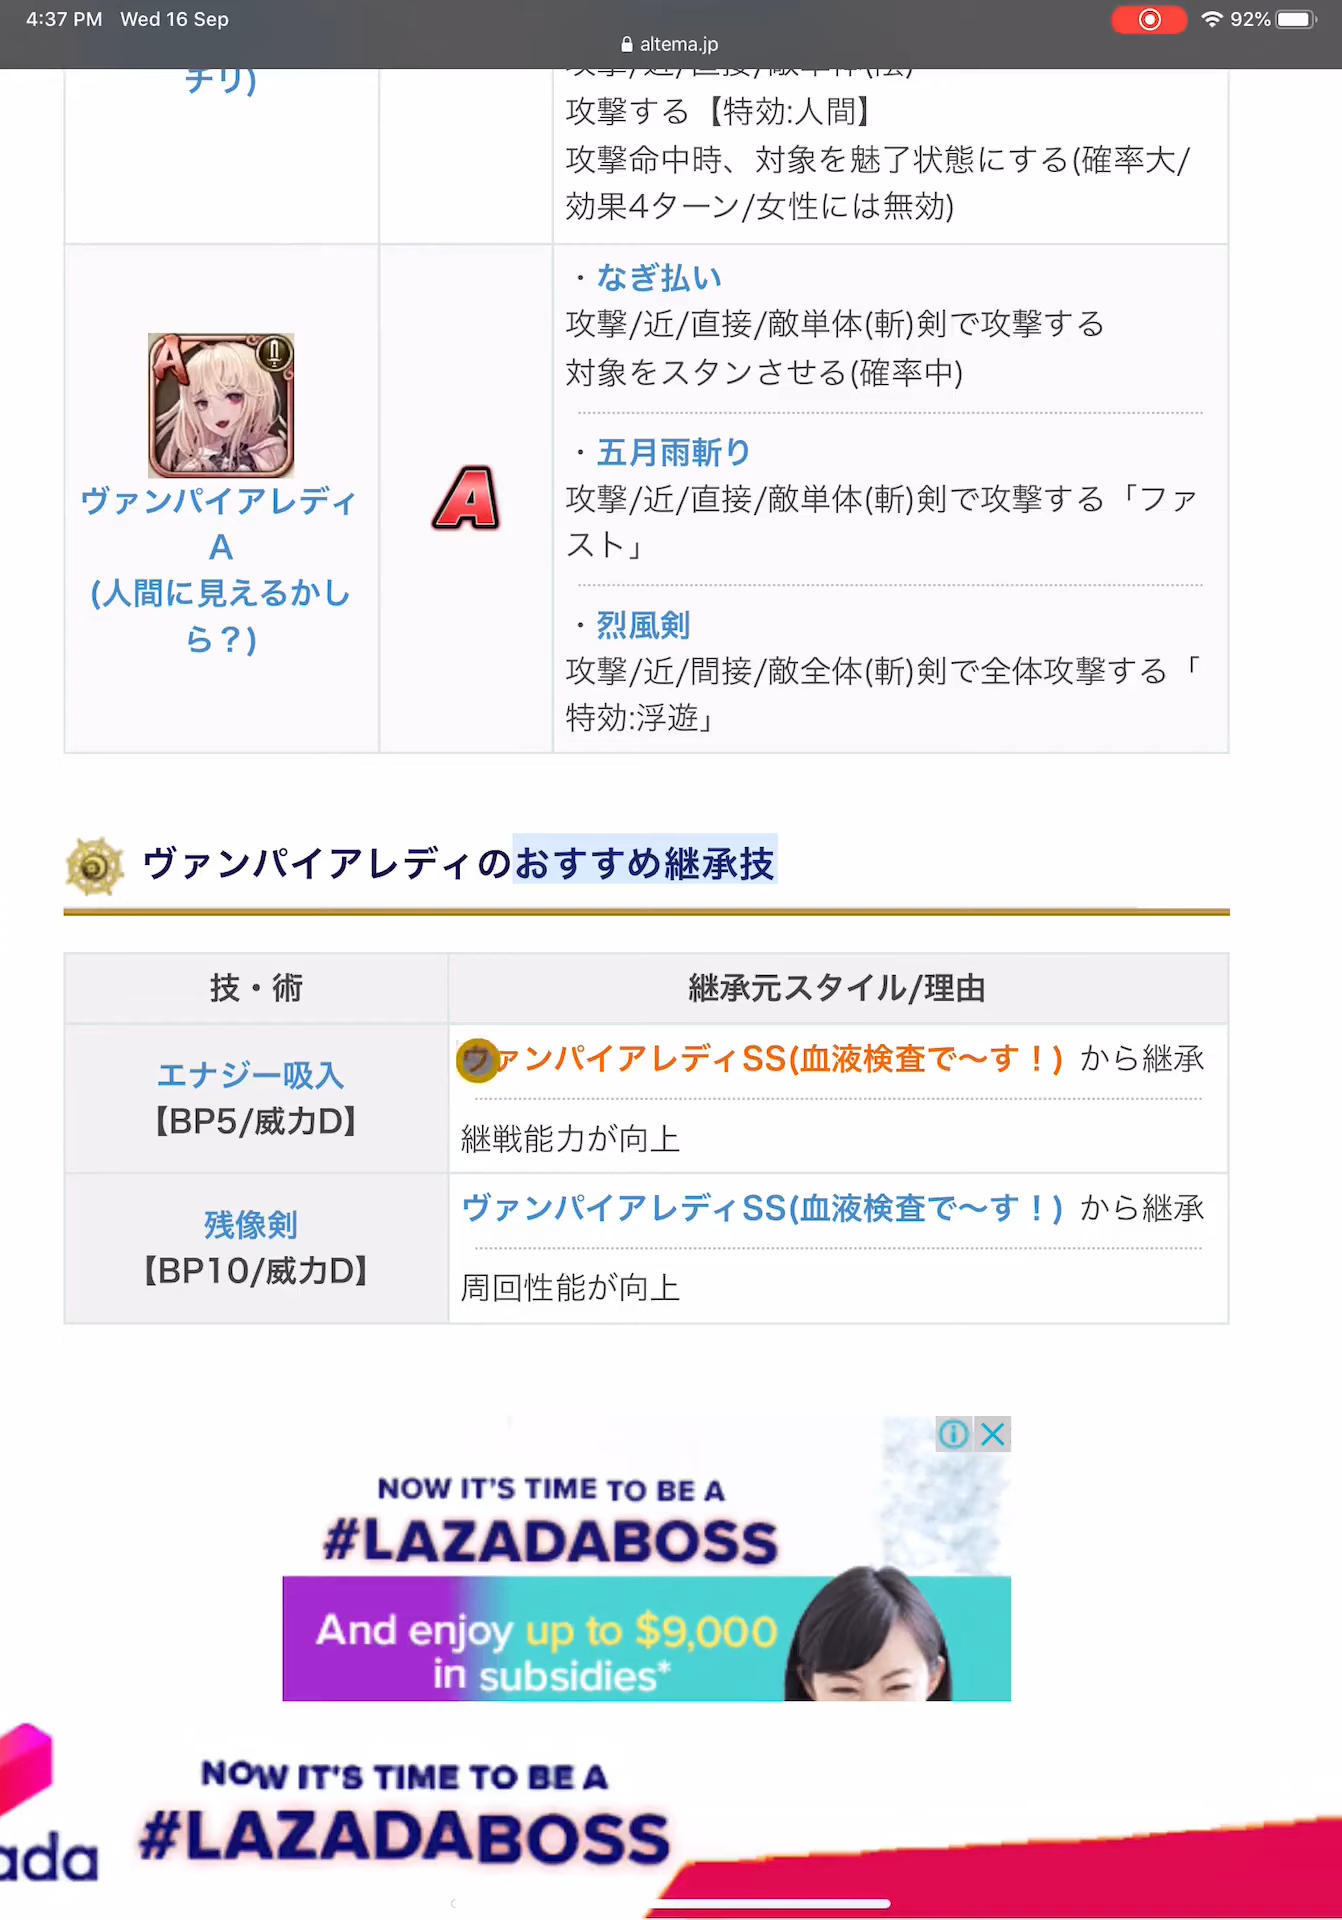 4:37 PM Wed 16 Sep
92%
altema.jp
チリ)
攻撃/近/直接/敵単体(陰)
攻撃する【特効:人間】
攻撃命中時、対象を魅了状態にする(確率大/
効果4ターン/女性には無効)
A
ヴァンパイアレディ
A
(人間に見えるかし
ら？)
A
・なぎ払い
攻撃/近/直接/敵単体(斬)剣で攻撃する
対象をスタンさせる(確率中)
・五月雨斬り
攻撃/近/直接/敵単体(斬)剣で攻撃する「ファ
スト」
・烈風剣
攻撃/近/間接/敵全体(斬)剣で全体攻撃する「
特効:浮遊」
ヴァンパイアレディのおすすめ継承技
技・術
継承元スタイル/理由
エナジー吸入
【BP5/威力D】
ヴァンパイアレディSS(血液検査で〜す！) から継承
継戦能力が向上
残像剣
【BP10/威力D】
ヴァンパイアレディSS(血液検査で〜す！) から継承
周回性能が向上
NOW IT'S TIME TO BE A
#LAZADABOSS
And enjoy up to $9,000
in subsidies*
NOW IT'S TIME TO BE A
#LAZADABOSS
ada